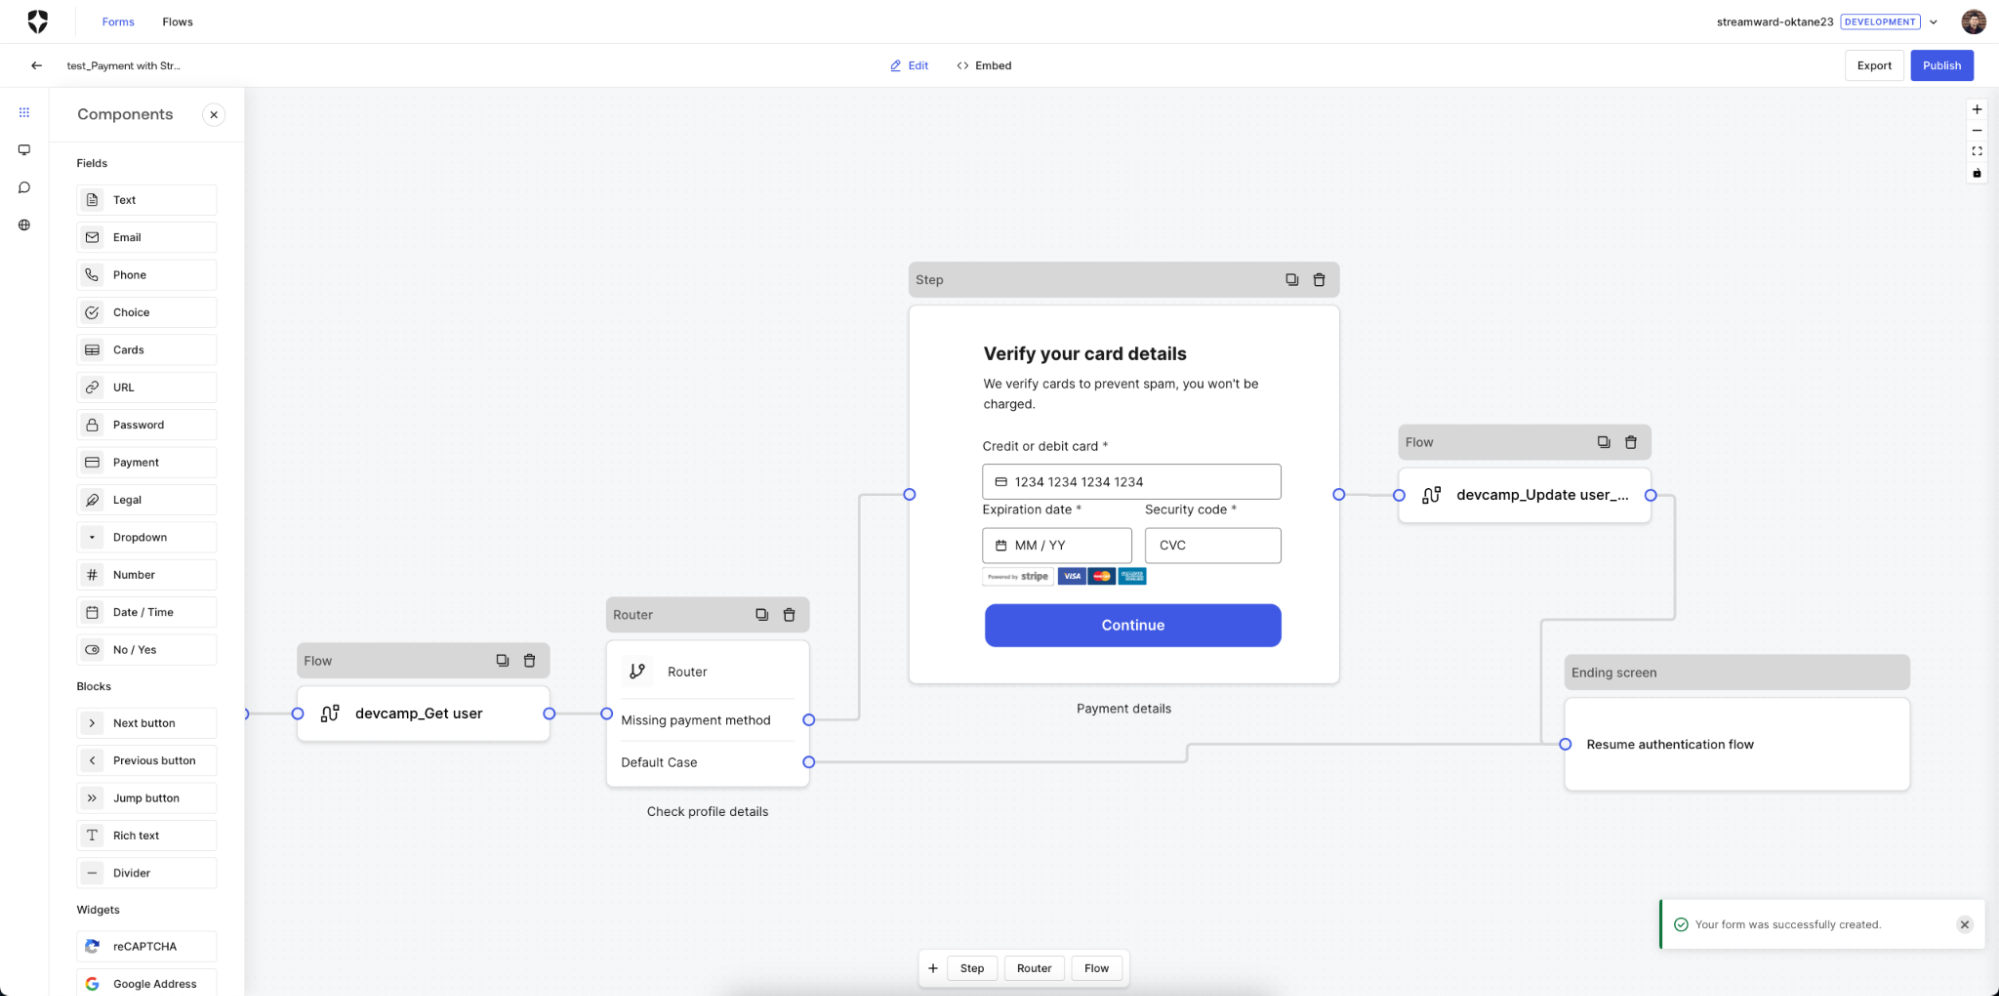 Forms
Flows
streamward-oktane23
DEVELOPMENT
test_Payment with Str...
Edit
Embed
Export
Publish
Components
Fields
Text
Email
Phone
Choice
Cards
URL
Password
Payment
Legal
Dropdown
Number
Date / Time
No / Yes
Blocks
Next button
Previous button
Jump button
Rich text
Divider
Widgets
reCAPTCHA
Google Address
Flow
devcamp_Get user
Router
Router
Missing payment method
Default Case
Check profile details
Step
Verify your card details
We verify cards to prevent spam, you won't be
charged.
Credit or debit card *
1234 1234 1234 1234
Expiration date *
Security code *
MM / YY
CVC
Powered by stripe
VISA
Continue
Payment details
Flow
devcamp_Update user_...
Ending screen
Resume authentication flow
Your form was successfully created.
Step
Router
Flow